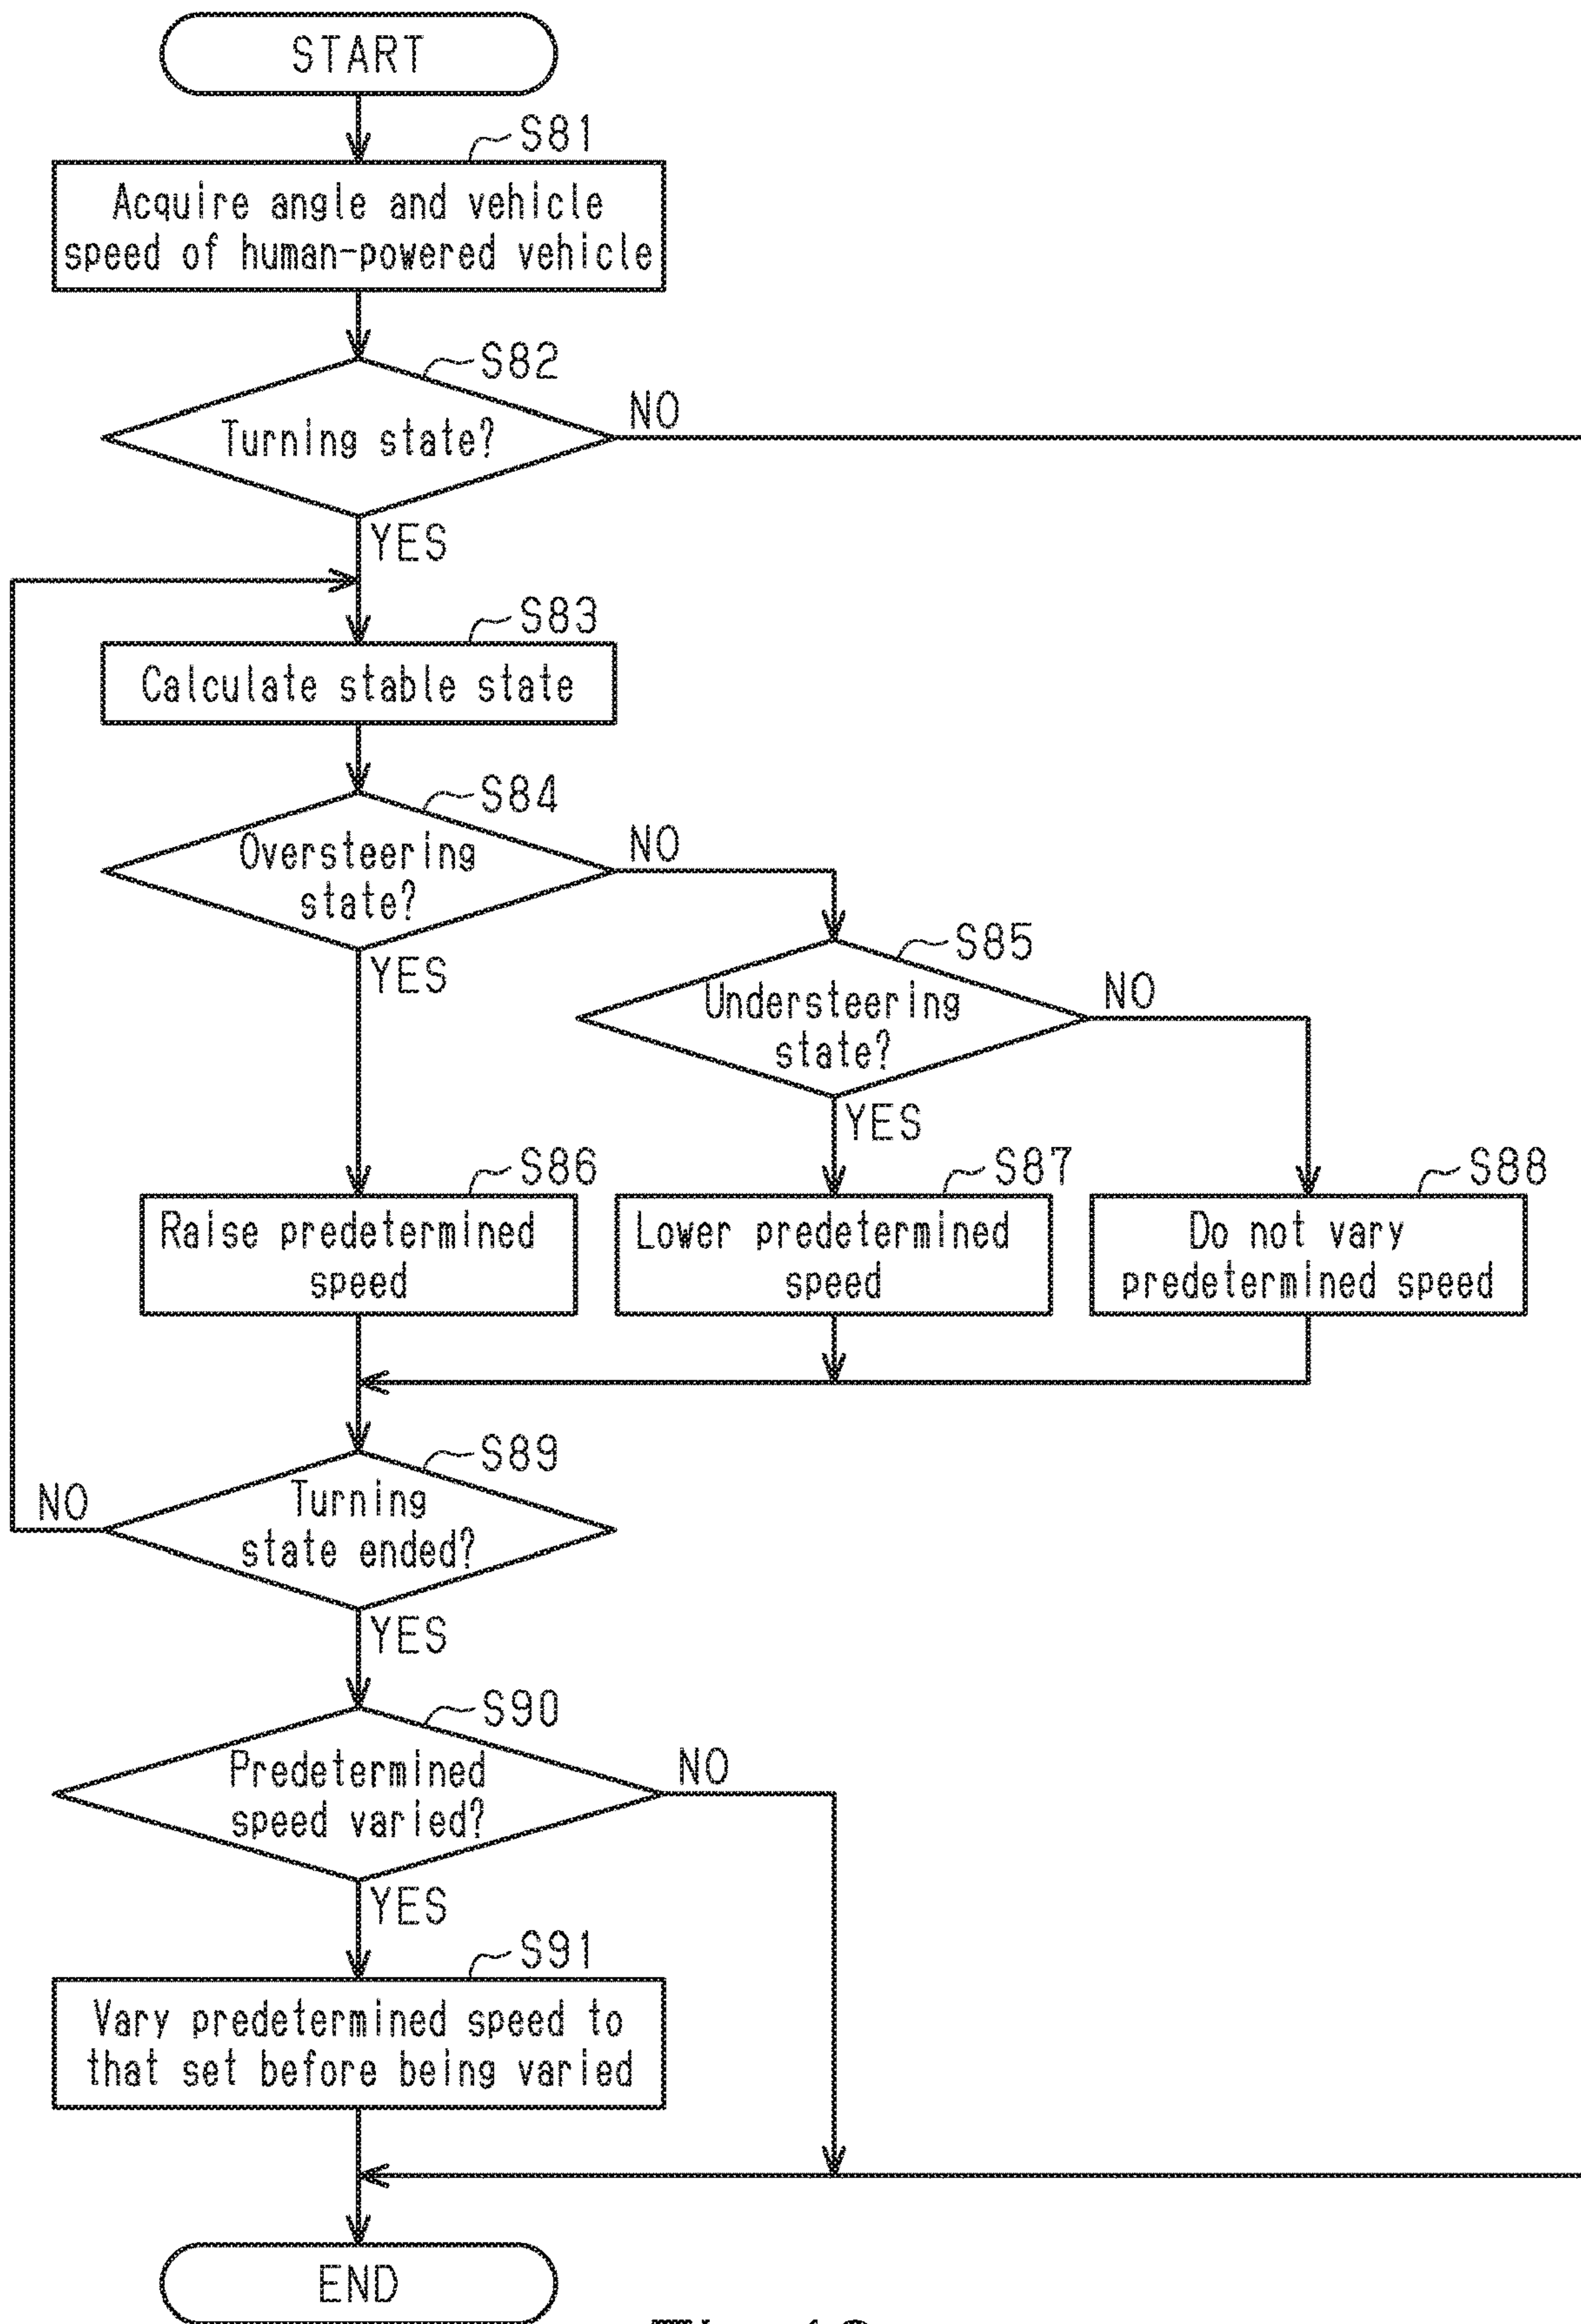 START
S81
Acquire angle and vehicle
speed of human-powered vehicle
S82
Turning state?
NO
YES
S83
Calculate stable state
S84
Oversteering
state?
NO
YES
S85
Understeering
state?
NO
YES
S86
Raise predetermined
speed
S87
Lower predetermined
speed
S88
Do not vary
predetermined speed
S89
Turning
state ended?
NO
YES
S90
Predetermined
speed varied?
NO
YES
S91
Vary predetermined speed to
that set before being varied
END